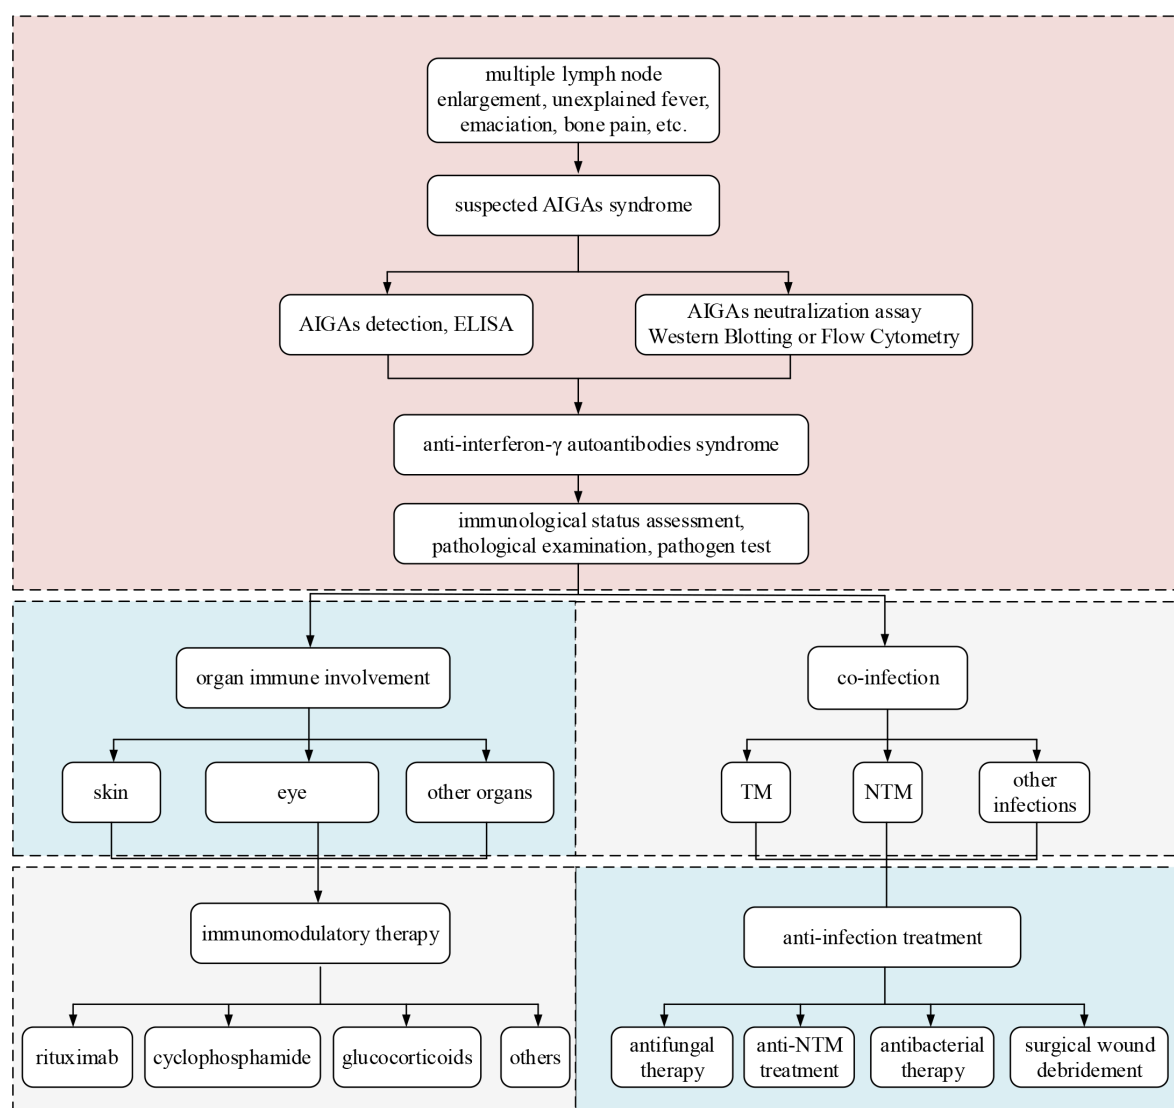 multiple lymph node
enlargement, unexplained fever,
emaciation, bone pain, etc.
suspected AIGAs syndrome
AIGAs detection, ELISA
AIGAs neutralization assay
Western Blotting or Flow Cytometry
anti-interferon-γ autoantibodies syndrome
immunological status assessment,
pathological examination, pathogen test
organ immune involvement
co-infection
skin
eye
other organs
TM
NTM
other
infections
immunomodulatory therapy
anti-infection treatment
rituximab
cyclophosphamide
glucocorticoids
others
antifungal
therapy
anti-NTM
treatment
antibacterial
therapy
surgical wound
debridement